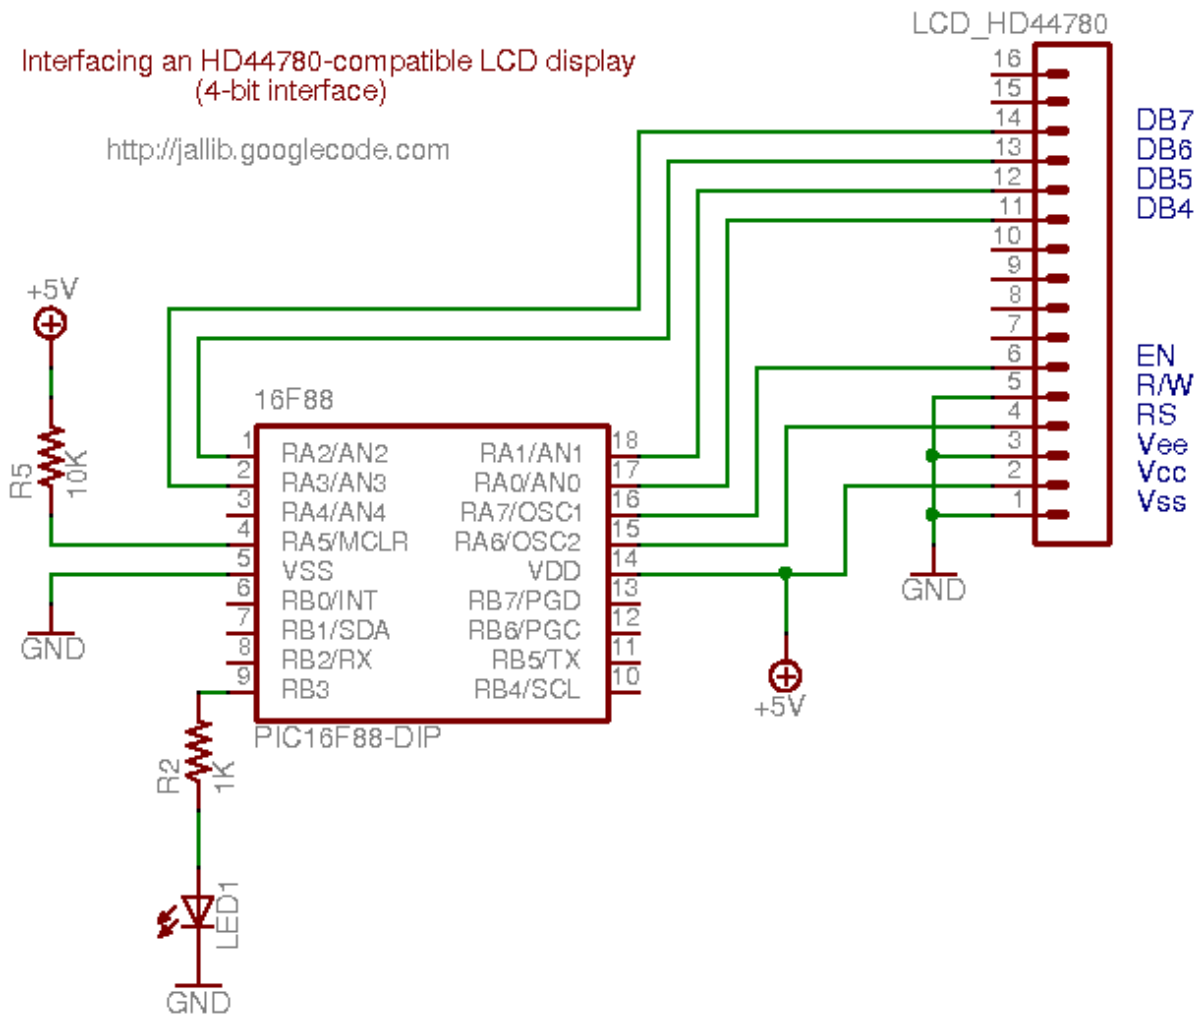 LCD_HD44780
Interfacing an HD44780-compatible LCD display
(4-bit interface)
http://jallib.googlecode.com
16
15
14 DB7
13 DB6
12 DB5
11 DB4
10
9
8
7
6 EN
5 R/W
4 RS
3 Vee
2 Vcc
1 Vss
GND
+5V
R5
10K
GND
16F88
1 RA2/AN2 RA1/AN1 18
2 RA3/AN3 RA0/AN0 17
3 RA4/AN4 RA7/OSC1 16
4 RA5/MCLR RA6/OSC2 15
5 VSS VDD 14
6 RB0/INT RB7/PGD 13
7 RB1/SDA RB6/PGC 12
8 RB2/RX RB5/TX 11
9 RB3 RB4/SCL 10
PIC16F88-DIP
+5V
R2
1K
LED1
GND